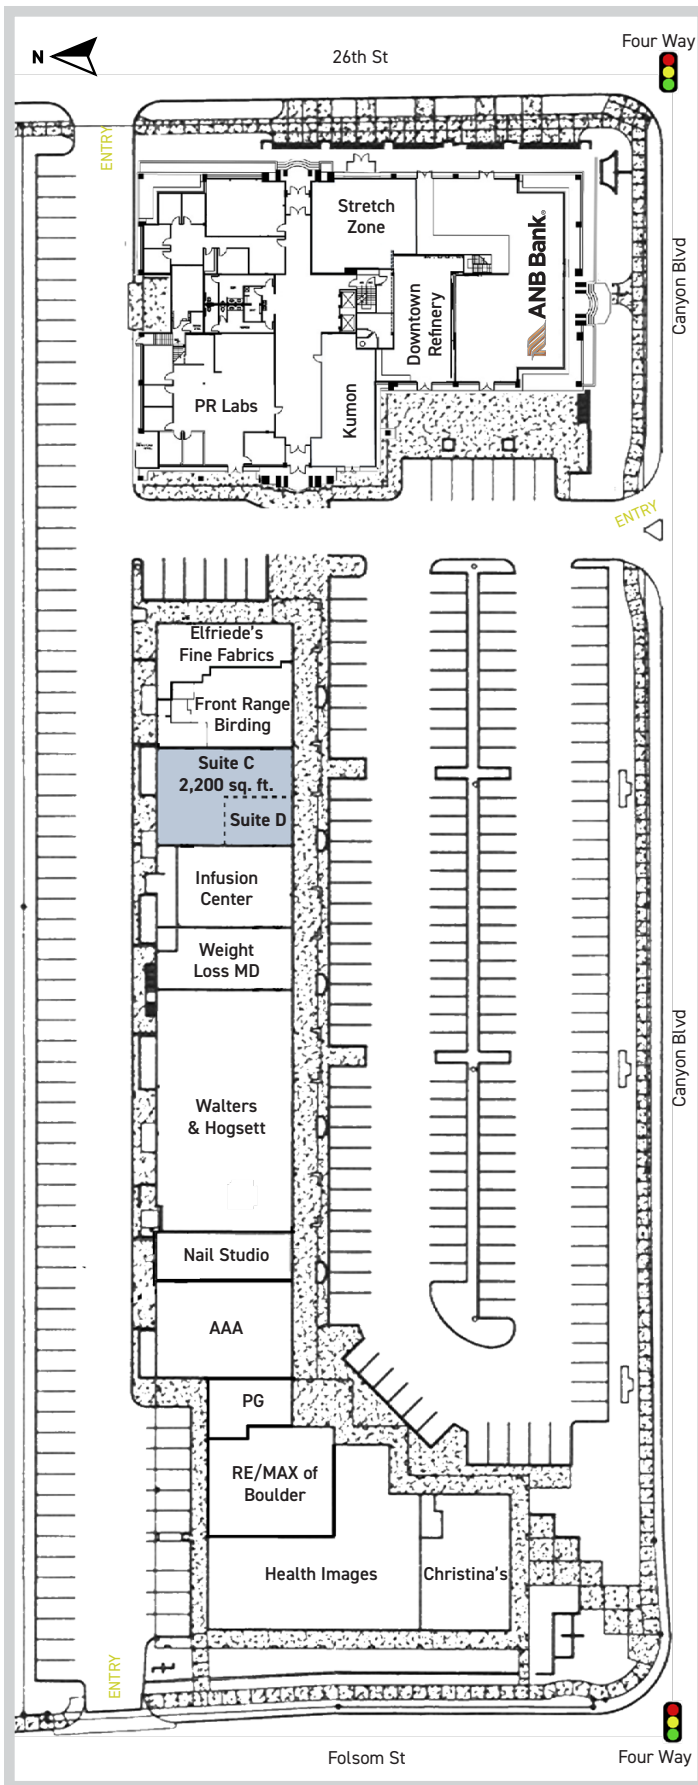 N
26th St
Four Way
ENTRY
Stretch
Zone
ANB Bank.
Canyon Blvd
Downtown
Refinery
PR Labs
Kumon
ENTRY
Elfriede's
Fine Fabrics
Front Range
Birding
Suite C
2,200 sq. ft.
Suite D
Infusion
Center
Weight
Loss MD
Canyon Blvd
Walters
& Hogsett
Nail Studio
AAA
PG
RE/MAX of
Boulder
Health Images
Christina's
ENTRY
Folsom St
Four Way